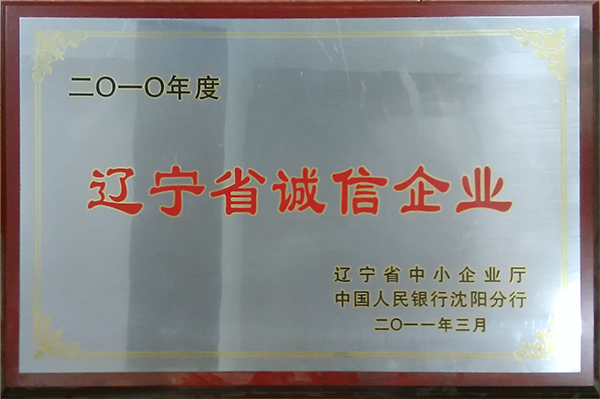 二〇一〇年度
辽宁省诚信企业
辽宁省中小企业厅
中国人民银行沈阳分行
二〇一一年三月